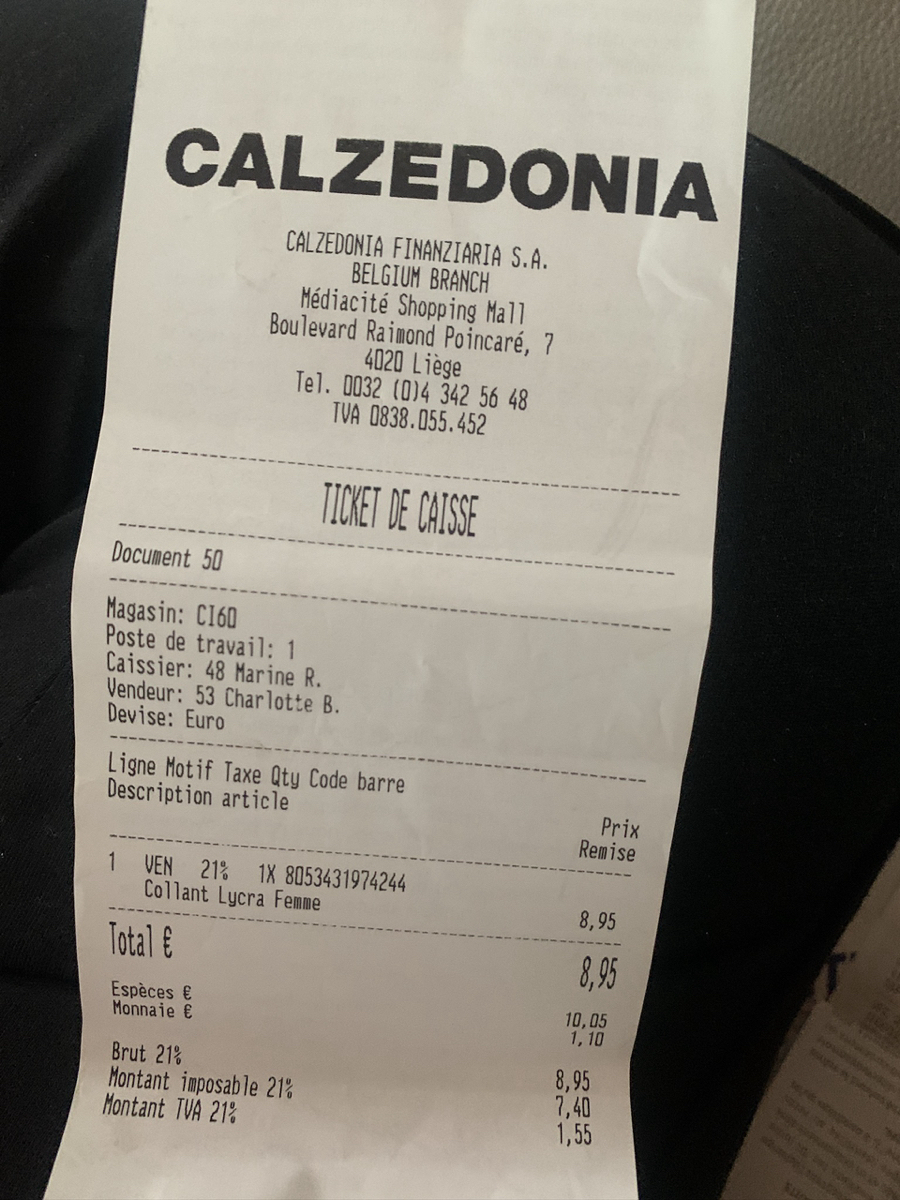 CALZEDONIA
CALZEDONIA FINANZIARIA S.A.
BELGIUM BRANCH
Médiacité Shopping Mall
Boulevard Raimond Poincaré, 7
4020 Liège
Tel. 0032 (0)4 342 56 48
TVA 0838.055.452
TICKET DE CAISSE
Document 50
Magasin: CI60
Poste de travail: 1
Caissier: 48 Marine R.
Vendeur: 53 Charlotte B.
Devise: Euro
Ligne Motif Taxe Qty Code barre
Description article
Prix
Remise
1 VEN 21% 1X 8053431974244
Collant Lycra Femme
8,95
Total € 8,95
Espèces € 10,05
Monnaie € 1,10
Brut 21% 8,95
Montant imposable 21% 7,40
Montant TVA 21% 1,55